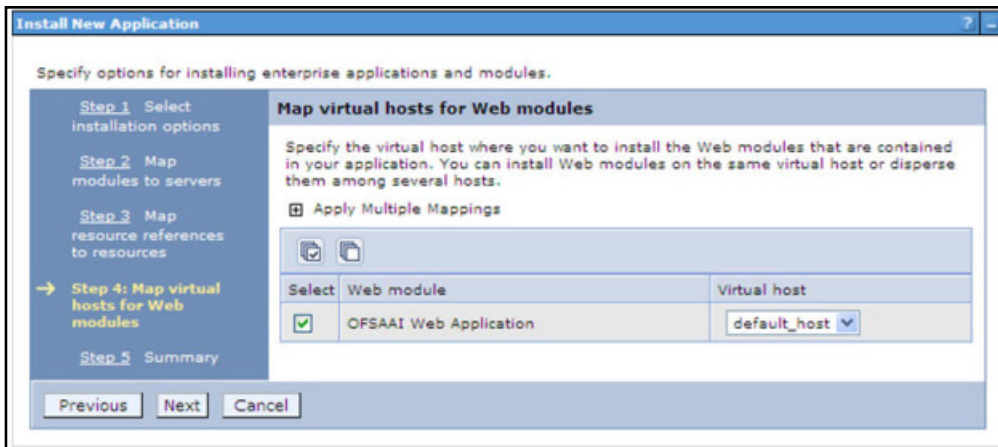 Install New Application
? –
Specify options for installing enterprise applications and modules.
Step 1 Select
installation options
Step 2 Map
modules to servers
Step 3 Map
resource references
to resources
Step 4: Map virtual
hosts for Web
modules
Step 5 Summary
Map virtual hosts for Web modules
Specify the virtual host where you want to install the Web modules that are contained
in your application. You can install Web modules on the same virtual host or disperse
them among several hosts.
Apply Multiple Mappings
Select Web module Virtual host
OFSAAI Web Application default_host
Previous Next Cancel